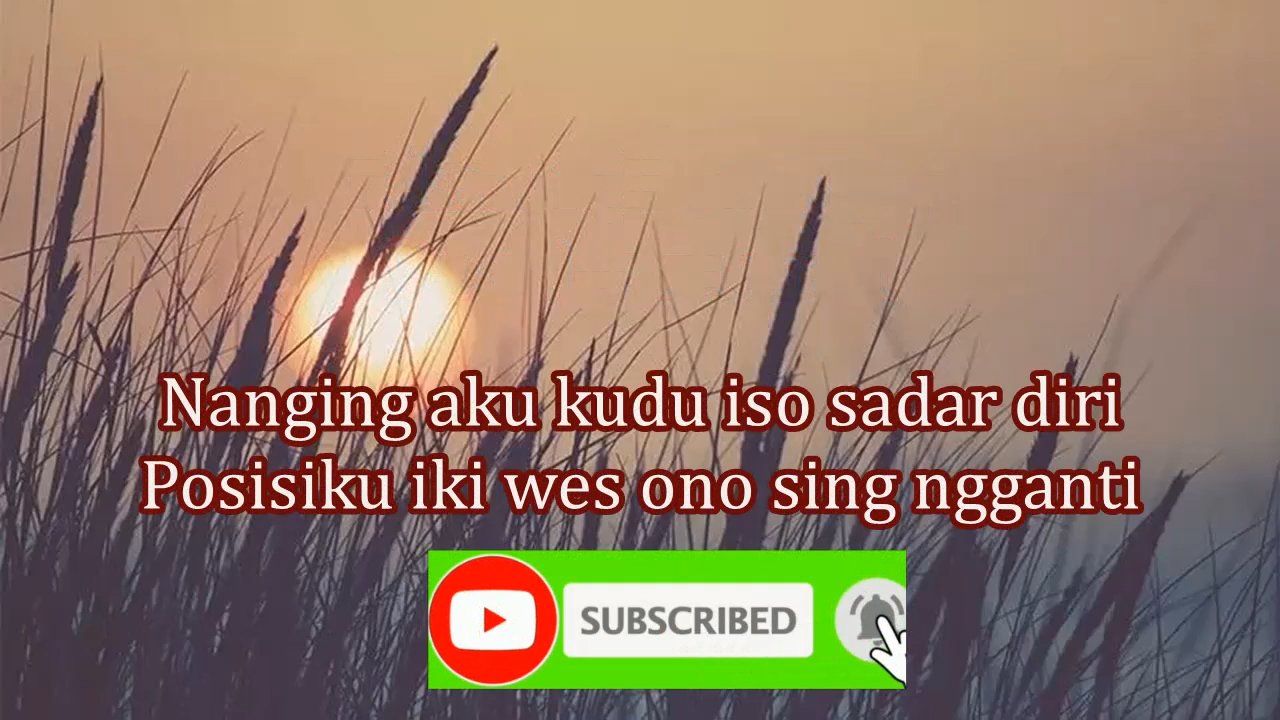 Nanging aku kudu iso sadar diri
Posisiku iki wes ono sing ngganti
SUBSCRIBED